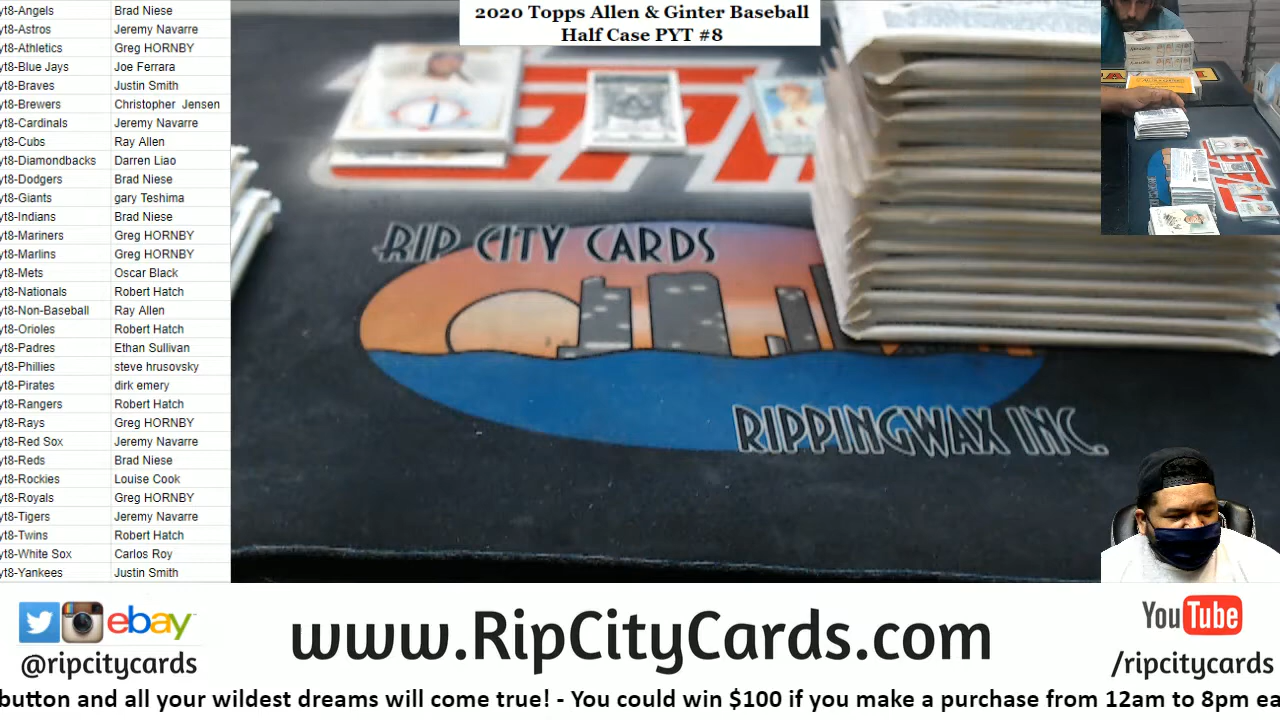 2020 Topps Allen & Ginter Baseball
Half Case PYT #8
yt8-Angels Brad Niese
yt8-Astros Jeremy Navarre
yt8-Athletics Greg HORNBY
yt8-Blue Jays Joe Ferrara
yt8-Braves Justin Smith
yt8-Brewers Christopher Jensen
yt8-Cardinals Jeremy Navarre
yt8-Cubs Ray Allen
yt8-Diamondbacks Darren Liao
yt8-Dodgers Brad Niese
yt8-Giants gary Teshima
yt8-Indians Brad Niese
yt8-Mariners Greg HORNBY
yt8-Marlins Greg HORNBY
yt8-Mets Oscar Black
yt8-Nationals Robert Hatch
yt8-Non-Baseball Ray Allen
yt8-Orioles Robert Hatch
yt8-Padres Ethan Sullivan
yt8-Phillies steve hrusovsky
yt8-Pirates dirk emery
yt8-Rangers Robert Hatch
yt8-Rays Greg HORNBY
yt8-Red Sox Jeremy Navarre
yt8-Reds Brad Niese
yt8-Rockies Louise Cook
yt8-Royals Greg HORNBY
yt8-Tigers Jeremy Navarre
yt8-Twins Robert Hatch
yt8-White Sox Carlos Roy
yt8-Yankees Justin Smith
RIP CITY CARDS
RIPPINGWAX INC.
ebay
@ripcitycards
www.RipCityCards.com
YouTube
/ripcitycards
button and all your wildest dreams will come true! - You could win $100 if you make a purchase from 12am to 8pm ea